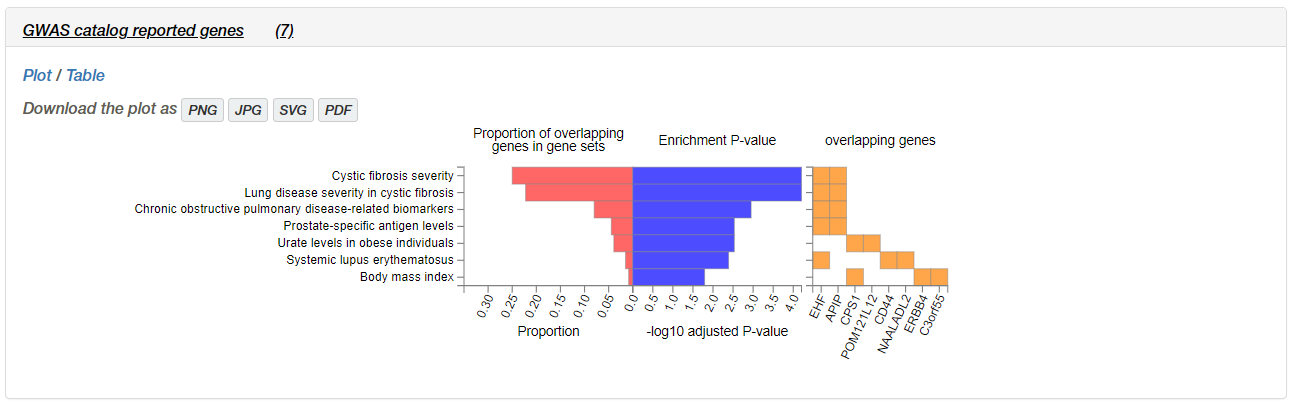 GWAS catalog reported genes (7)
Plot / Table
Download the plot as PNG JPG SVG PDF
Proportion of overlapping
genes in gene sets
Enrichment P-value
overlapping genes
Cystic fibrosis severity
Lung disease severity in cystic fibrosis
Chronic obstructive pulmonary disease-related biomarkers
Prostate-specific antigen levels
Urate levels in obese individuals
Systemic lupus erythematosus
Body mass index
0.30 0.25 0.20 0.15 0.10 0.05 0.0 0.5 1.0 1.5 2.0 2.5 3.0 3.5 4.0
EHF APIP CPS1 POM121L12 CD44 NAALADL2 ERBB4 C3orf55
Proportion
-log10 adjusted P-value